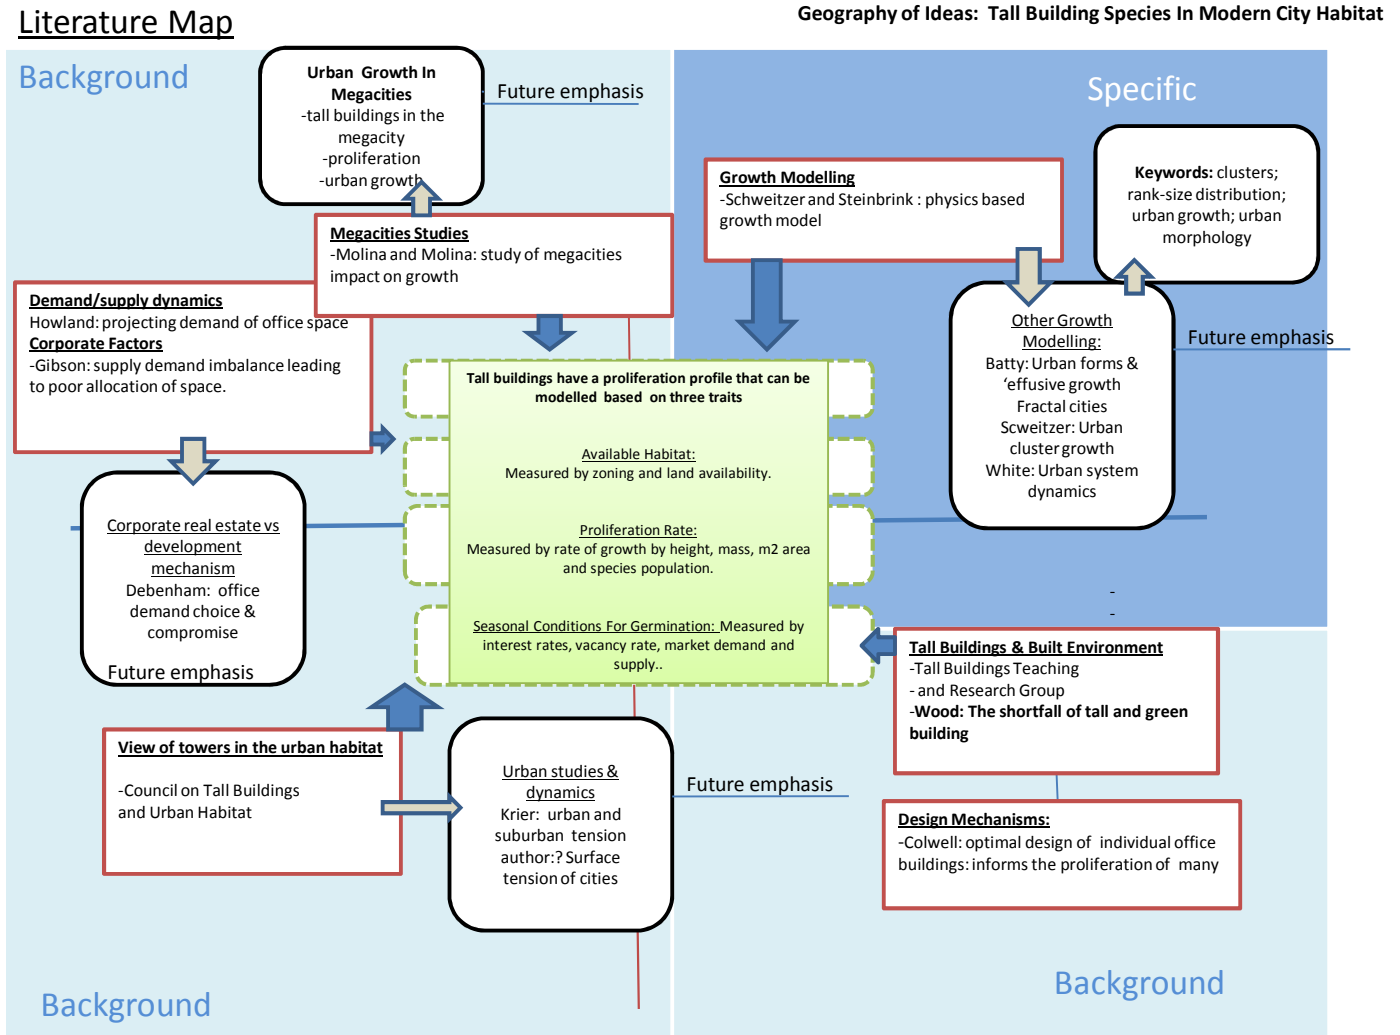 Literature Map
Geography of Ideas:  Tall Building Species In Modern City Habitat
Background
Urban  Growth In
Megacities
-tall buildings in the
megacity
-proliferation
-urban growth
Future emphasis
Specific
Keywords: clusters;
rank-size distribution;
urban growth; urban
morphology
Growth Modelling
-Schweitzer and Steinbrink : physics based
growth model
Megacities Studies
-Molina and Molina: study of megacities
impact on growth
Demand/supply dynamics
Howland: projecting demand of office space
Corporate Factors
-Gibson: supply demand imbalance leading
to poor allocation of space.
Other Growth
Modelling:
Batty: Urban forms &
‘effusive growth
Fractal cities
Scweitzer: Urban
cluster growth
White: Urban system
dynamics
Future emphasis
Tall buildings have a proliferation profile that can be
modelled  based  on three traits
Available Habitat:
Measured by zoning and land availability.
Proliferation Rate:
Measured by rate of growth by height, mass, m2 area
and species population.
Seasonal Conditions For Germination: Measured by
interest rates, vacancy rate, market demand and
supply..
Corporate real estate vs
development
mechanism
Debenham:  office
demand choice &
compromise
Future emphasis
-
-
Tall Buildings & Built Environment
-Tall Buildings Teaching
- and Research Group
-Wood: The shortfall of tall and green
building
View of towers in the urban habitat
-Council on Tall Buildings
and Urban Habitat
Urban studies &
dynamics
Krier:  urban and
suburban  tension
author:? Surface
tension of cities
Future emphasis
Design Mechanisms:
-Colwell: optimal design of  individual office
buildings: informs the proliferation of  many
Background
Background